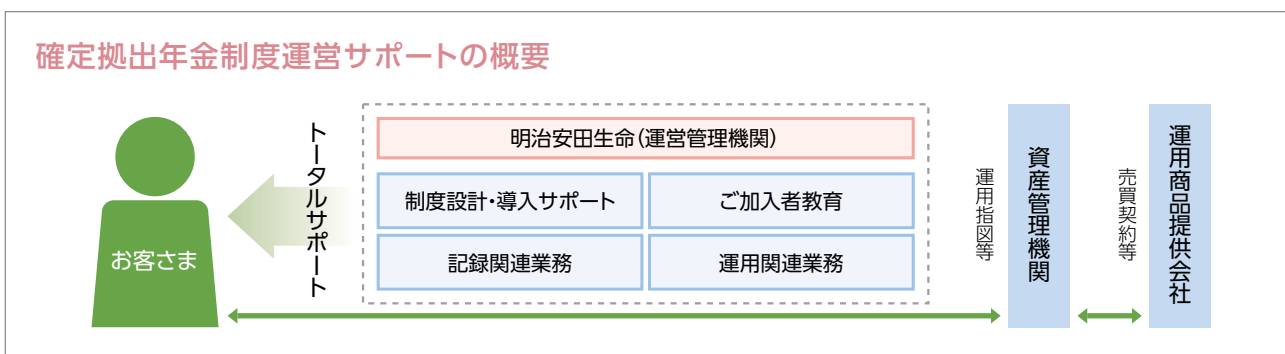 確定拠出年金制度運営サポートの概要
お客さま
トータルサポート
明治安田生命(運営管理機関)
制度設計・導入サポート
ご加入者教育
記録関連業務
運用関連業務
運用指図等
資産管理機関
売買契約等
運用商品提供会社